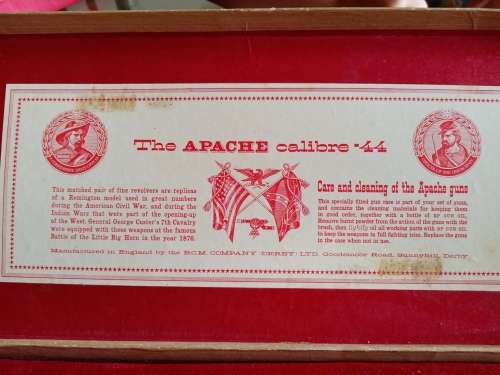 The APACHE calibre ·44
This matched pair of fine revolvers are replicas
of a Remington model used in great numbers
during the American Civil War, and during the
Indian Wars that were part of the opening-up
of the West, General George Custer's 7th Cavalry
were equipped with these weapons at the famous
Battle of the Little Big Horn in the year 1876.
Care and cleaning of the Apache guns
This specially fitted gun case is part of your set of guns,
and contains the cleaning materials for keeping them
in good order, together with a bottle of OIL.
Remove burnt powder from the action of the guns with the
brush, then lightly oil all working parts with OIL
to keep the weapons in full fighting trim. Replace the guns
in the case when not in use.
Manufactured in England by the B.C.M. COMPANY (DERBY) LTD. Goodsmoor Road, Sunnyhill, Derby